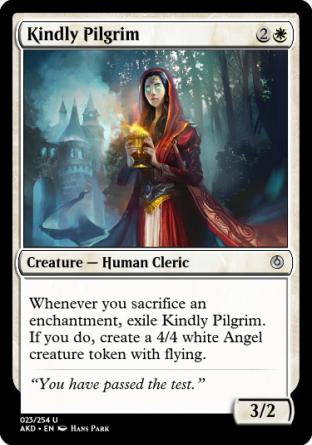 Kindly Pilgrim 2
Creature — Human Cleric
Whenever you sacrifice an
enchantment, exile Kindly Pilgrim.
If you do, create a 4/4 white Angel
creature token with flying.
“You have passed the test.”
3/2
023/254 U
AKD • EN Hans Park